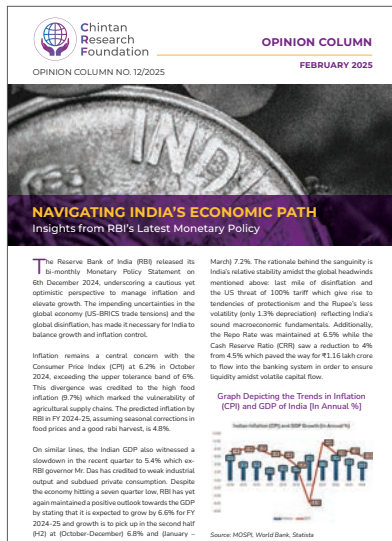 Chintan
Research
Foundation
OPINION COLUMN
OPINION COLUMN NO. 12/2025
FEBRUARY 2025
NAVIGATING INDIA'S ECONOMIC PATH
Insights from RBI's Latest Monetary Policy
The Reserve Bank of India (RBI) released its
bi-monthly Monetary Policy Statement on
6th December 2024, underscoring a cautious yet
optimistic perspective to manage inflation and
elevate growth. The impending uncertainties in the
global economy (US-BRICS trade tensions) and the
global disinflation, has made it necessary for India to
balance growth and inflation control.
Inflation remains a central concern with the
Consumer Price Index (CPI) at 6.2% in October
2024, exceeding the upper tolerance band of 6%.
This divergence was credited to the high food
inflation (9.7%) which marked the vulnerability of
agricultural supply chains. The predicted inflation by
RBI in FY 2024-25, assuming seasonal corrections in
food prices and a good rabi harvest, is 4.8%.
On similar lines, the Indian GDP also witnessed a
slowdown in the recent quarter to 5.4% which ex-
RBI governor Mr. Das has credited to weak industrial
output and subdued private consumption. Despite
the economy hitting a seven quarter low, RBI has yet
again maintained a positive outlook towards the GDP
by stating that it is expected to grow by 6.6% for FY
2024-25 and growth is to pick up in the second half
(H2) at (October-December) 6.8% and (January –
March) 7.2%. The rationale behind the sanguinity is
India's relative stability amidst the global headwinds
mentioned above: last mile of disinflation and
the US threat of 100% tariff which give rise to
tendencies of protectionism and the Rupee's less
volatility (only 1.3% depreciation) reflecting India's
sound macroeconomic fundamentals. Additionally,
the Repo Rate was maintained at 6.5% while the
Cash Reserve Ratio (CRR) saw a reduction to 4%
from 4.5% which paved the way for ₹1.16 lakh crore
to flow into the banking system in order to ensure
liquidity amidst volatile capital flow.
Graph Depicting the Trends in Inflation
(CPI) and GDP of India [In Annual %]
Indian Inflation (CPI) and GDP Growth (In Annual %)
Source: MOSPI, World Bank, Statista